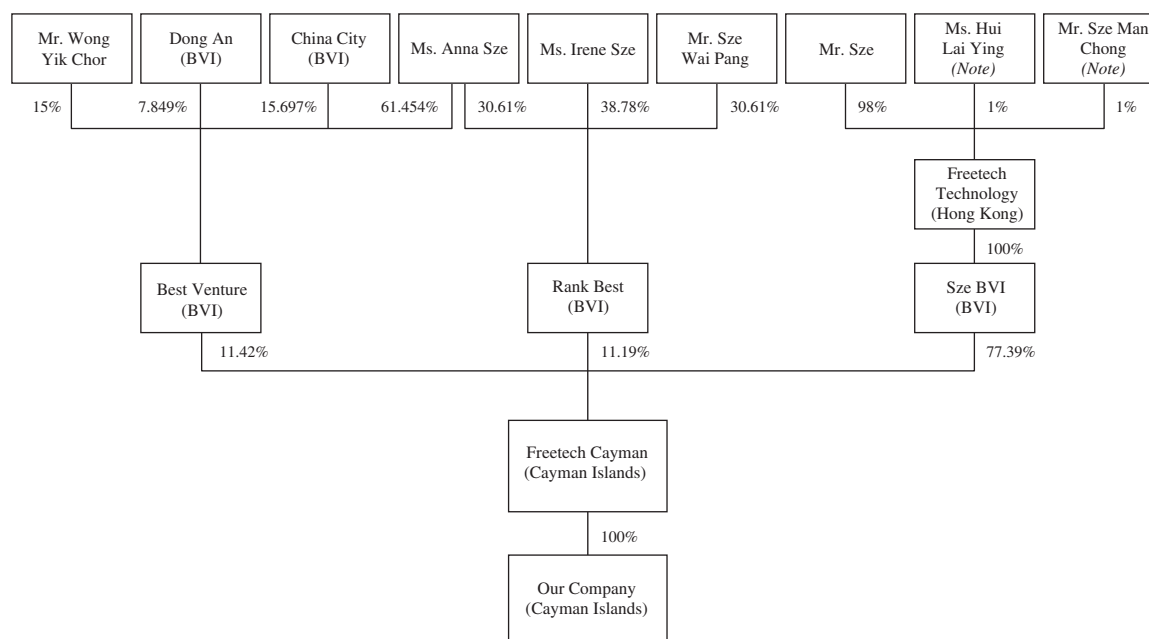 Mr. Wong
Yik Chor
Dong An
(BVI)
China City
(BVI)
Ms. Anna Sze
Ms. Irene Sze
Mr. Sze
Wai Pang
Mr. Sze
Ms. Hui
Lai Ying
(Note)
Mr. Sze Man
Chong
(Note)
15%
7.849%
15.697%
61.454%
30.61%
38.78%
30.61%
98%
1%
1%
Freetech
Technology
(Hong Kong)
100%
Best Venture
(BVI)
Rank Best
(BVI)
Sze BVI
(BVI)
11.42%
11.19%
77.39%
Freetech Cayman
(Cayman Islands)
100%
Our Company
(Cayman Islands)